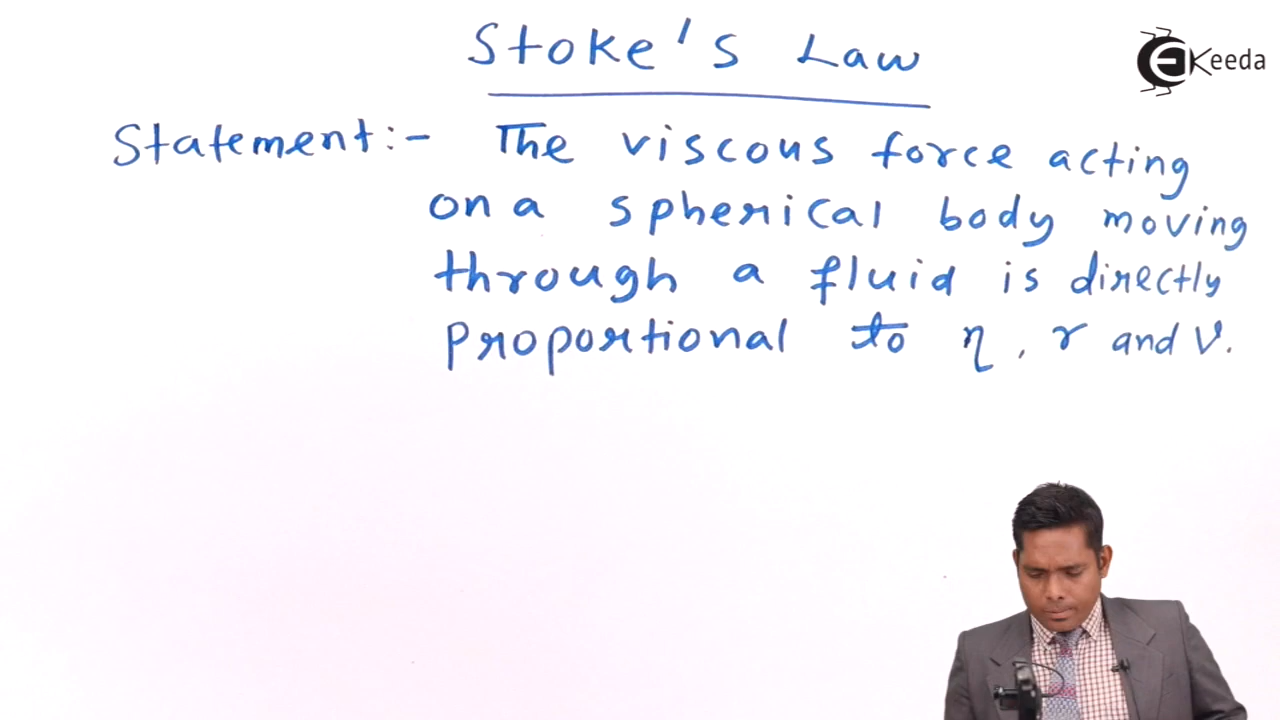 Stoke's Law
Statement:- The viscous force acting
on a spherical body moving
through a fluid is directly
proportional to η, r and v.
EKeeda